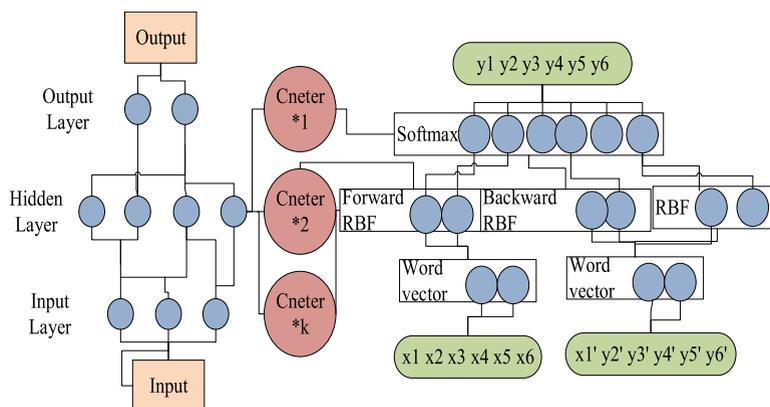 Output
y1 y2 y3 y4 y5 y6
Output
Layer
Cneter
*1
Softmax
Hidden
Layer
Cneter
*2
Forward
RBF
Backward
RBF
RBF
Word
vector
Word
vector
Input
Layer
Cneter
*k
x1 x2 x3 x4 x5 x6
x1' y2' y3' y4' y5' y6'
Input